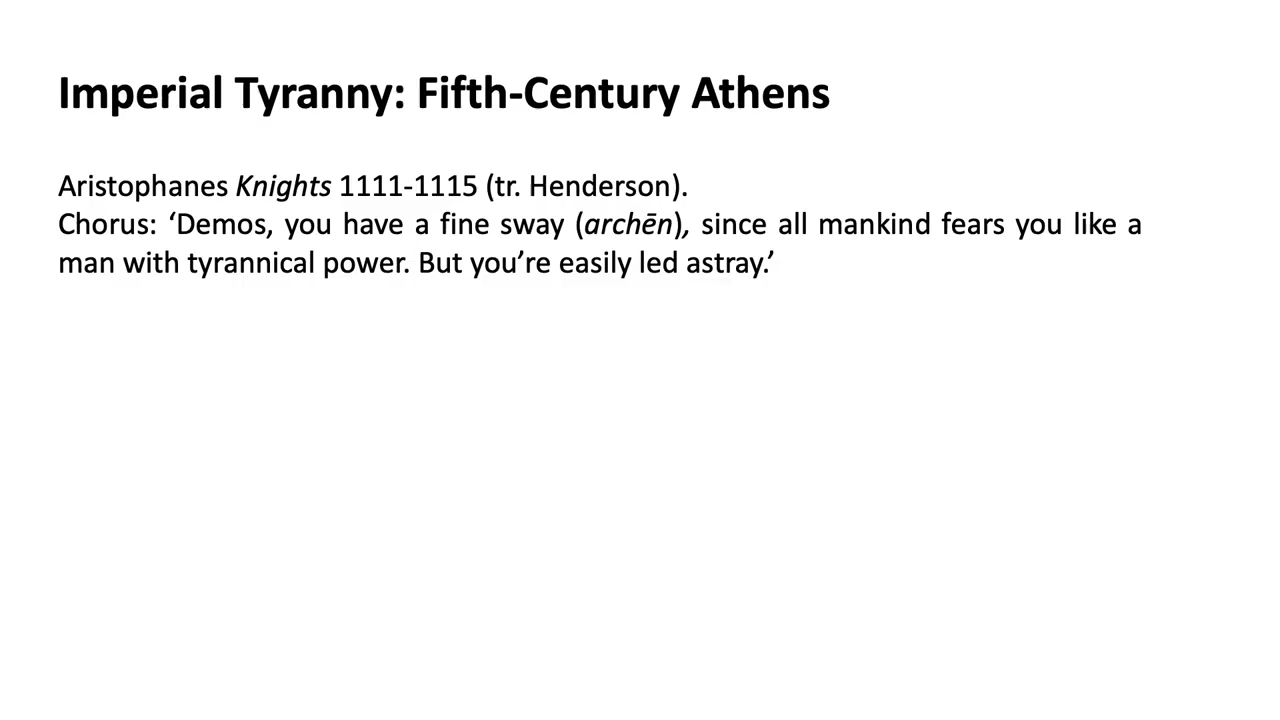 Imperial Tyranny: Fifth-Century Athens
Aristophanes Knights 1111-1115 (tr. Henderson).
Chorus: ‘Demos, you have a fine sway (archēn), since all mankind fears you like a
man with tyrannical power. But you’re easily led astray.’